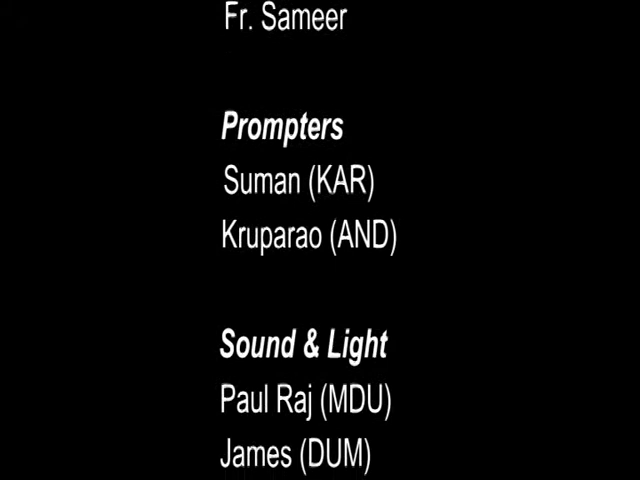 Fr. Sameer
Prompters
Suman (KAR)
Kruparao (AND)
Sound & Light
Paul Raj (MDU)
James (DUM)